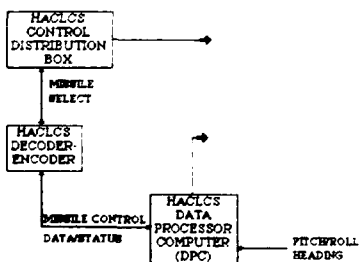 HACLCS
CONTROL
DISTRIBUTION
BOX
MISSILE
SELECT
HACLCS
DECODER-
ENCODER
MISSILE CONTROL
DATA/STATUS
HACLCS
DATA
PROCESSOR
COMPUTER
(DPC)
PITCH/ROLL
HEADING